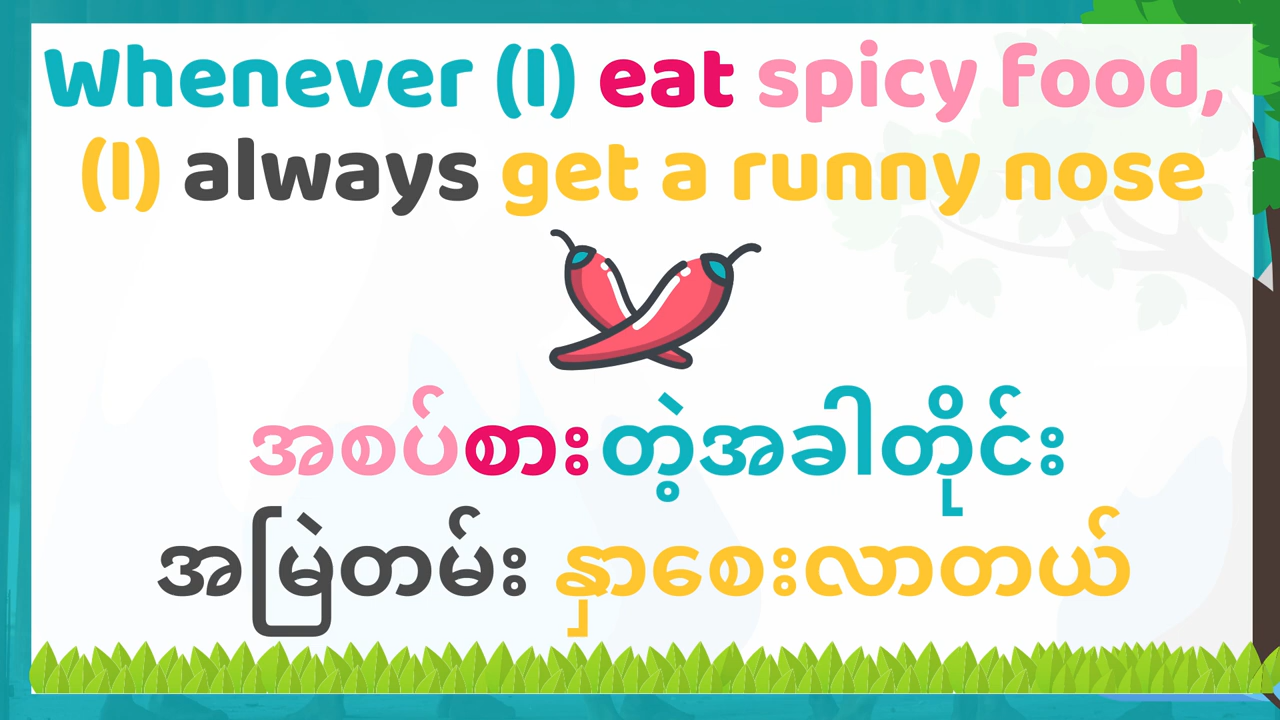 Whenever (I) eat spicy food,
(I) always get a runny nose
အစပ်စားတဲ့အခါတိုင်း
အမြဲတမ်း နှာစေးလာတယ်